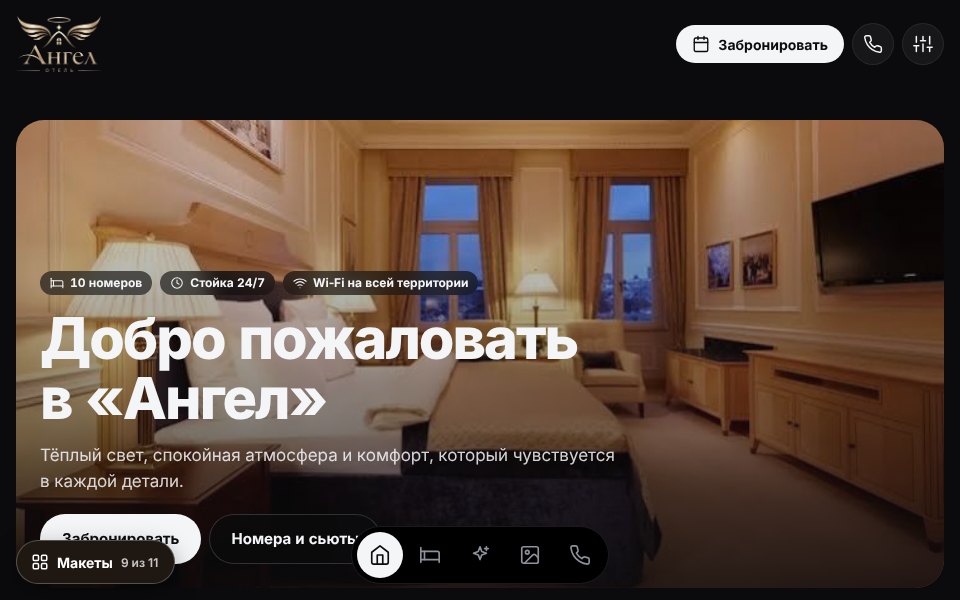 Ангел
ОТЕЛЬ
Забронировать
10 номеров
Стойка 24/7
Wi-Fi на всей территории
Добро пожаловать
в «Ангел»
Тёплый свет, спокойная атмосфера и комфорт, который чувствуется
в каждой детали.
Забронировать
Номера и сьюты
Макеты 9 из 11